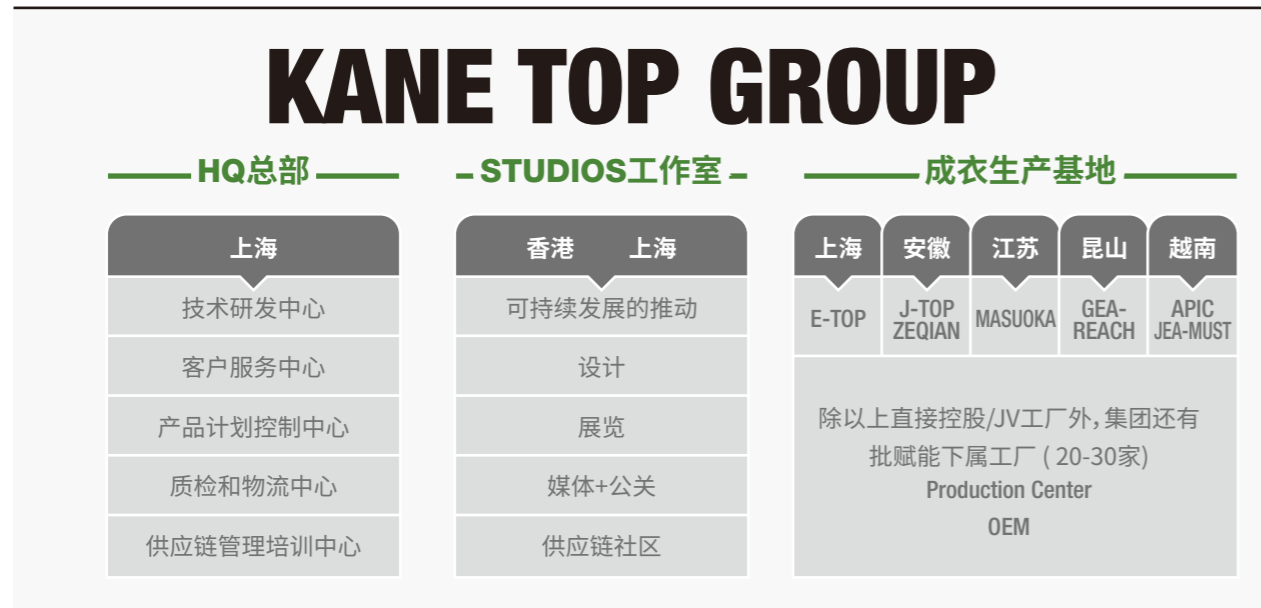 KANE TOP GROUP
HQ总部
上海
技术研发中心
客户服务中心
产品计划控制中心
质检和物流中心
供应链管理培训中心
STUDIOS工作室
香港 上海
可持续发展的推动
设计
展览
媒体+公关
供应链社区
成衣生产基地
上海 安徽 江苏 昆山 越南
E-TOP
J-TOP
ZEQIAN
MASUOKA
GEA-
REACH
APIC
JEA-MUST
除以上直接控股/JV工厂外,集团还有
批赋能下属工厂 ( 20-30家)
Production Center
OEM